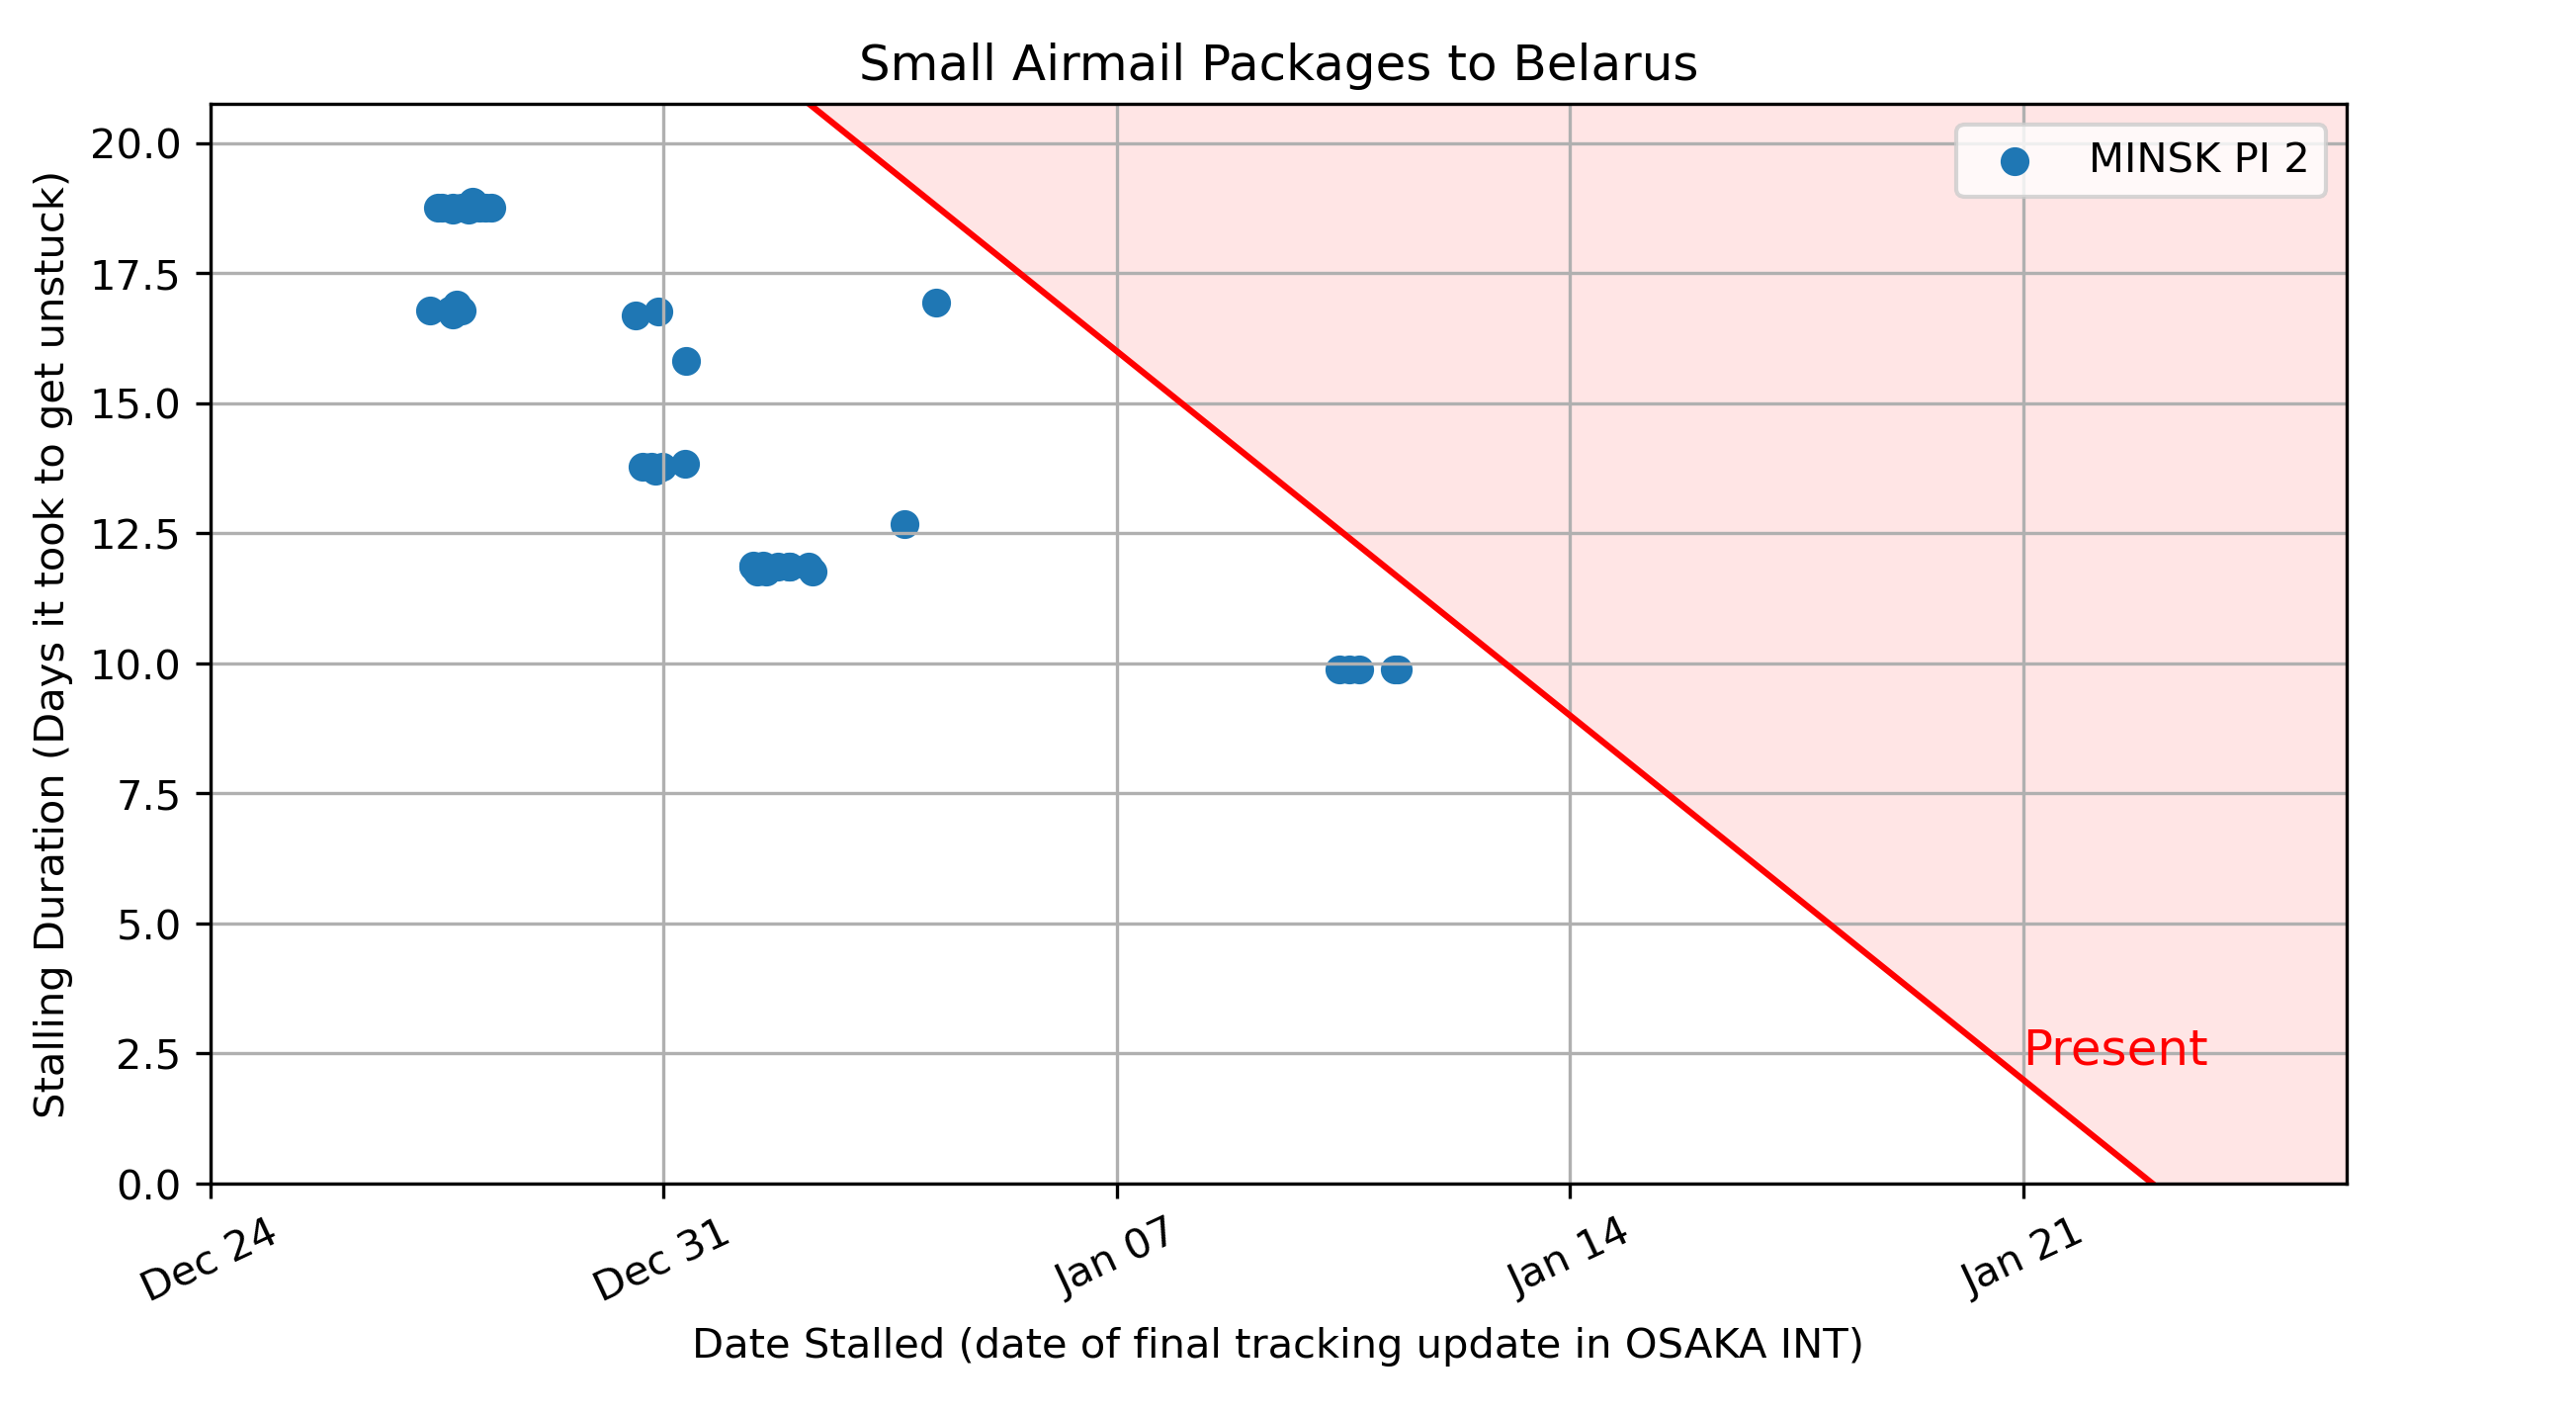 Small Airmail Packages to Belarus
MINSK PI 2
Stalling Duration (Days it took to get unstuck)
20.0
17.5
15.0
12.5
10.0
7.5
5.0
2.5
0.0
Present
Dec 24
Dec 31
Jan 07
Jan 14
Jan 21
Date Stalled (date of final tracking update in OSAKA INT)